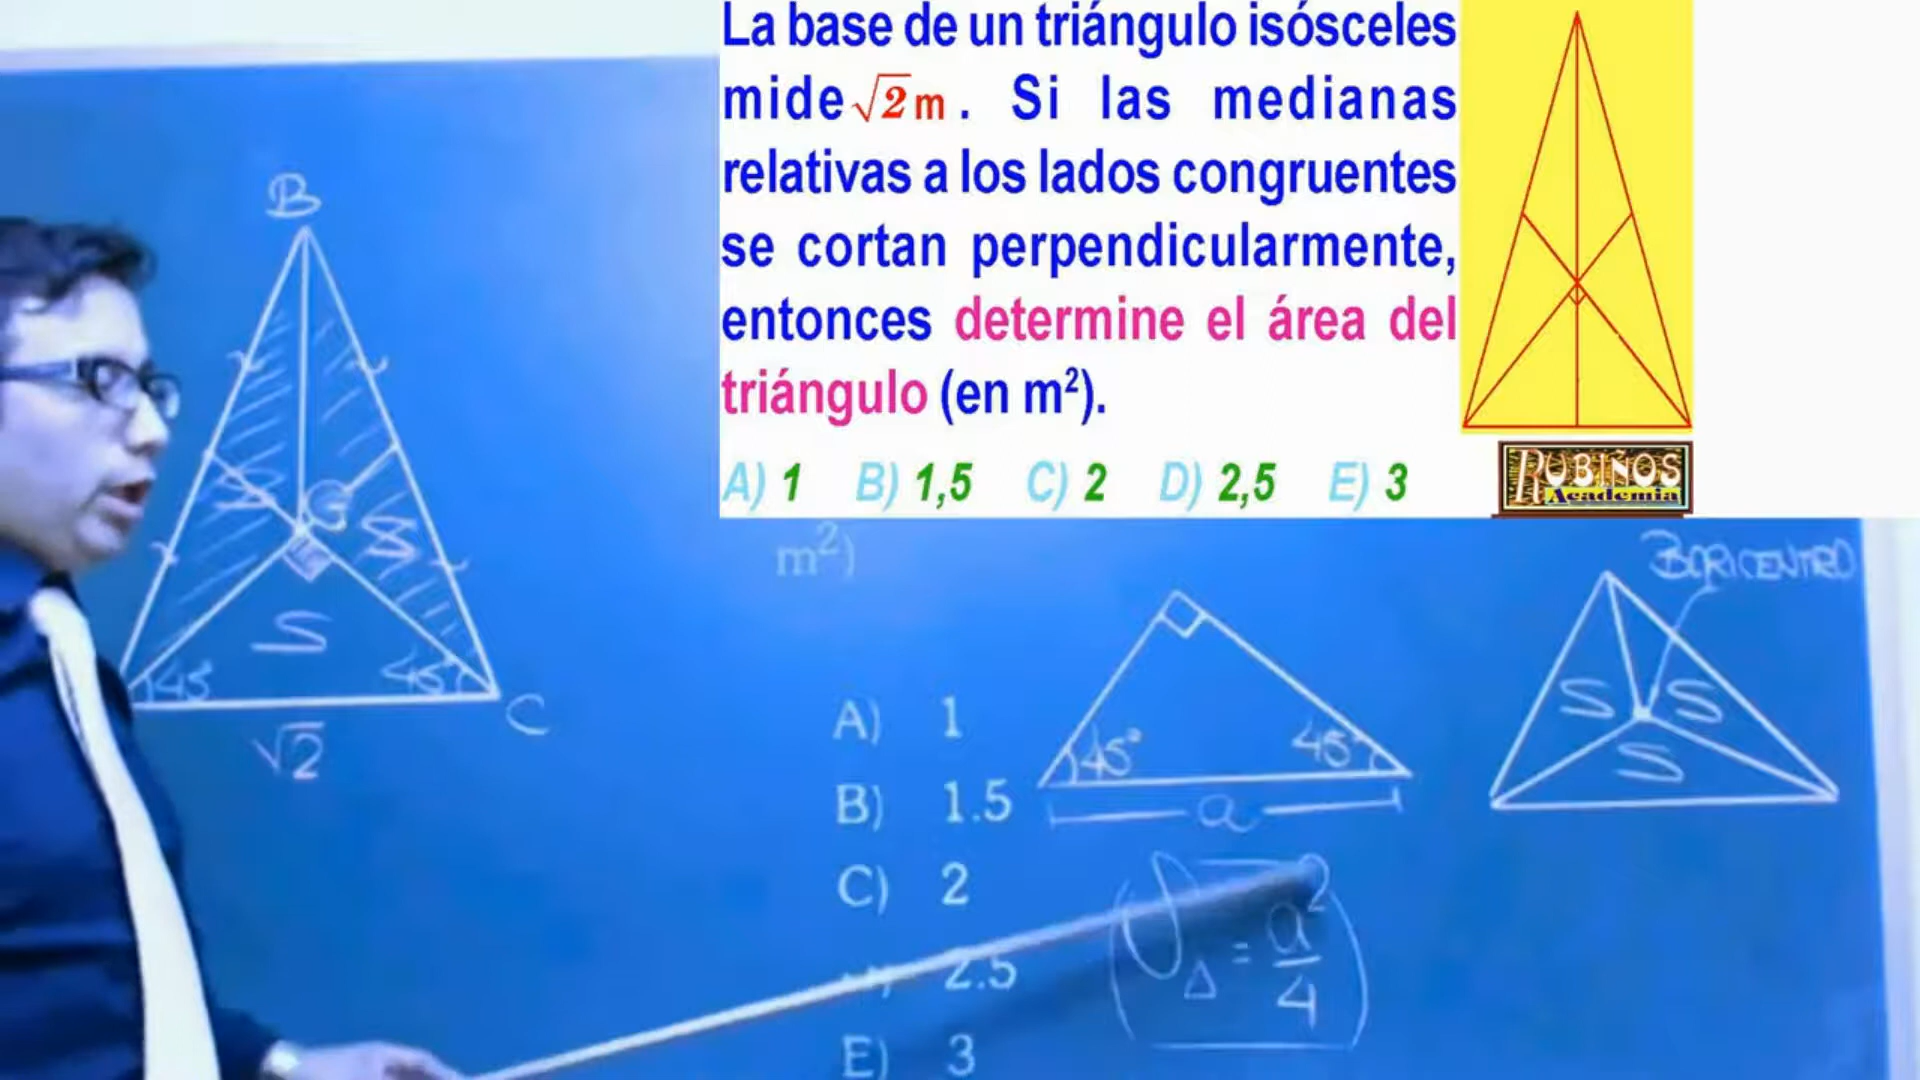 La base de un triángulo isósceles
mide √2 m . Si las medianas
relativas a los lados congruentes
se cortan perpendicularmente,
entonces determine el área del
triángulo (en m²).
A) 1 B) 1,5 C) 2 D) 2,5 E) 3
RUBIÑOS
Academia
B
S
G
S
S
45
45
C
√2
m²)
A) 1
B) 1.5
C) 2
2.5
E) 3
45°
45°
a
Δ = a²/4
BARICENTRO
S
S
S